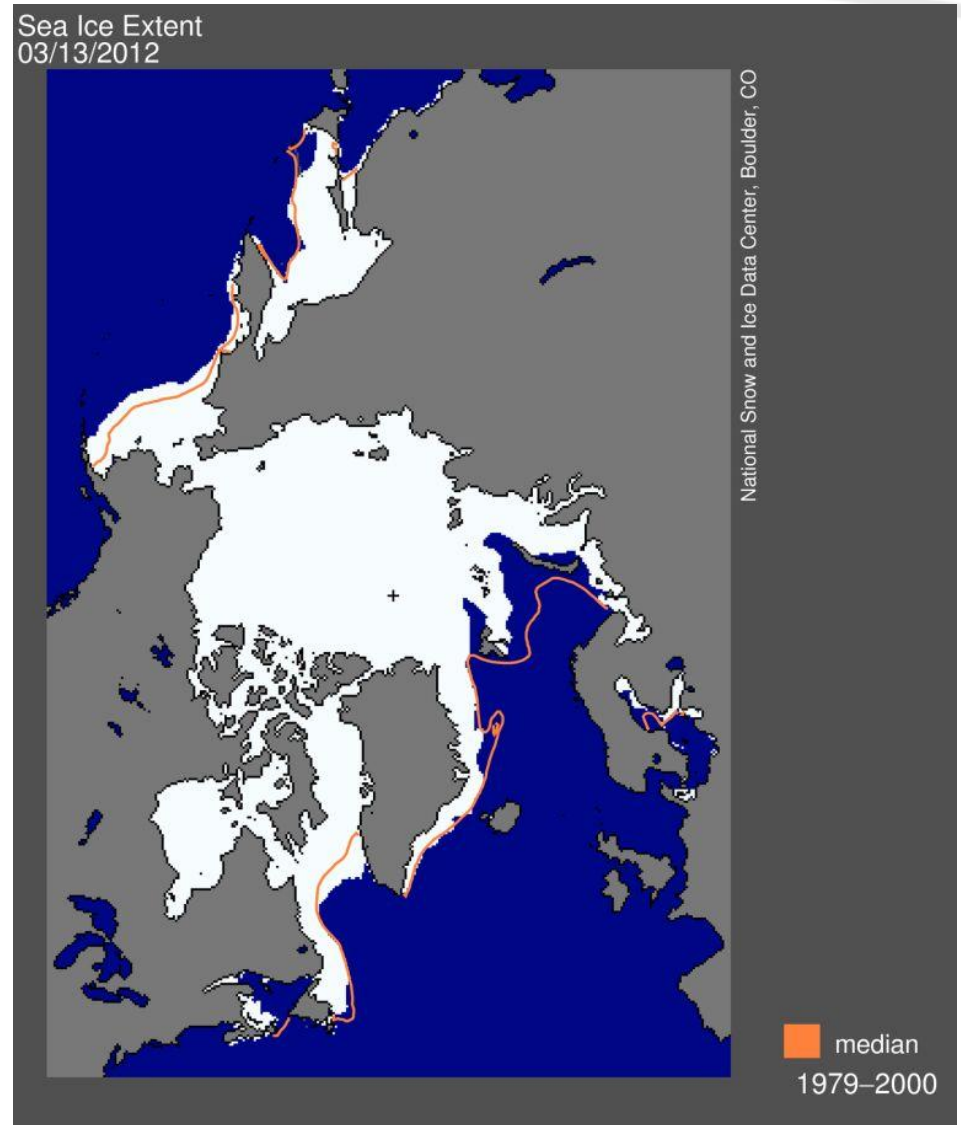 Sea Ice Extent
03/13/2012
National Snow and Ice Data Center, Boulder, CO
median
1979–2000